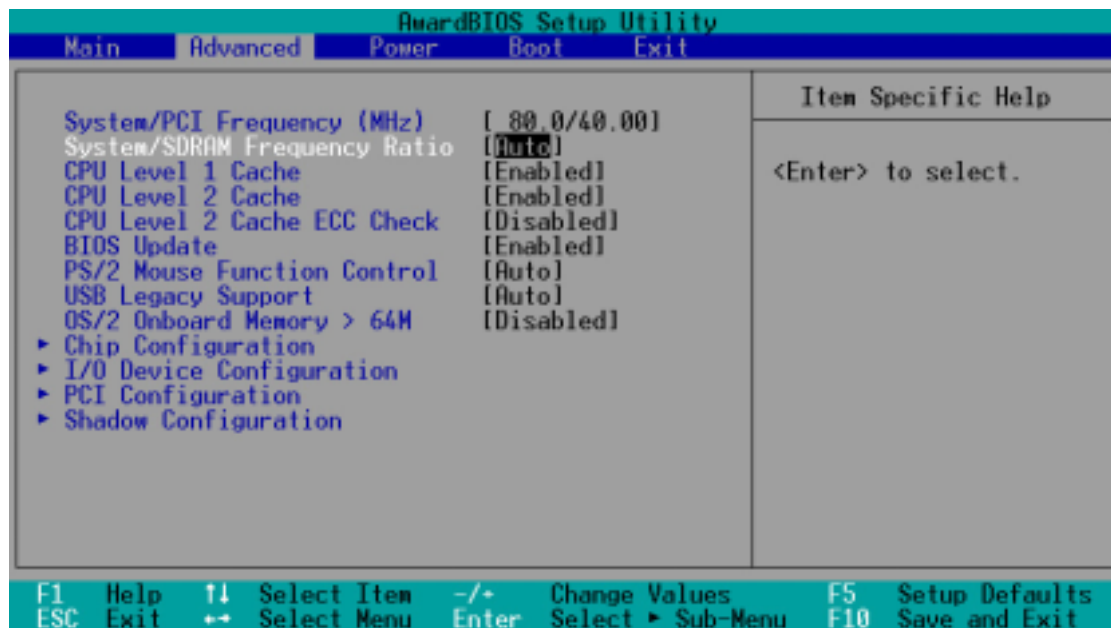 AwardBIOS Setup Utility
Main Advanced Power Boot Exit
Item Specific Help
System/PCI Frequency (MHz) [ 80.0/40.00]
System/SDRAM Frequency Ratio [Auto]
CPU Level 1 Cache [Enabled]
<Enter> to select.
CPU Level 2 Cache [Enabled]
CPU Level 2 Cache ECC Check [Disabled]
BIOS Update [Enabled]
PS/2 Mouse Function Control [Auto]
USB Legacy Support [Auto]
OS/2 Onboard Memory > 64M [Disabled]
► Chip Configuration
► I/O Device Configuration
► PCI Configuration
► Shadow Configuration
F1 Help ↑↓ Select Item -/+ Change Values F5 Setup Defaults
ESC Exit ←→ Select Menu Enter Select ► Sub-Menu F10 Save and Exit